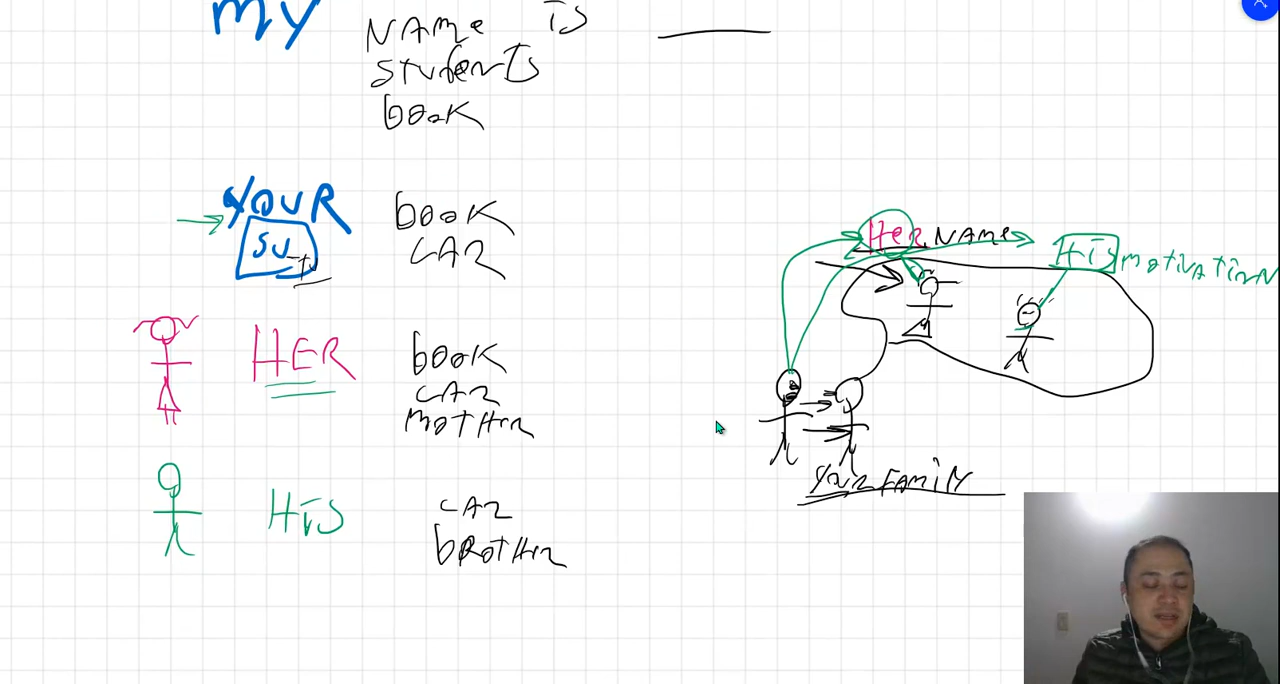 MY NAME is
STUdENTS
book
YOUR book
SU-TU CAR
HER book
CAR
MOTHER
HiS CAR
bROTHER
HeR NAME
HiS MOTIVATION
YOUR FAMILY